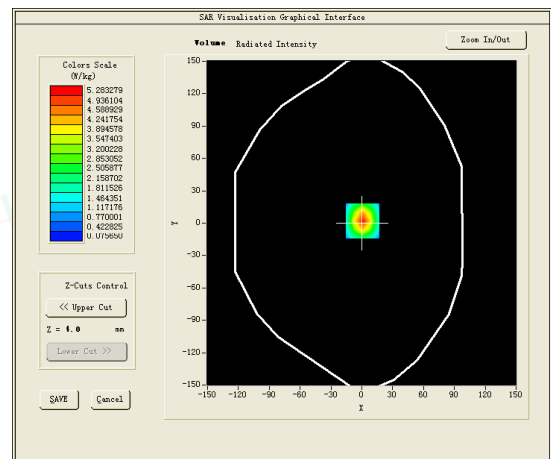 SAR Visualisation Graphical Interface
Volume Radiated Intensity
Zoom In/Out
Colors Scale
(W/kg)
5.283279
4.936104
4.588929
4.241754
3.894578
3.547403
3.200228
2.853052
2.505877
2.158702
1.811526
1.464351
1.117176
0.770001
0.422825
0.075650
Z-Cuts Control
<< Upper Cut
Z = 4.0 mm
Lower Cut >>
SAVE
Cancel
150
120
90
60
30
0
-30
-60
-90
-120
-150
Y
-150 -120 -90 -60 -30 0 30 60 90 120 150
X